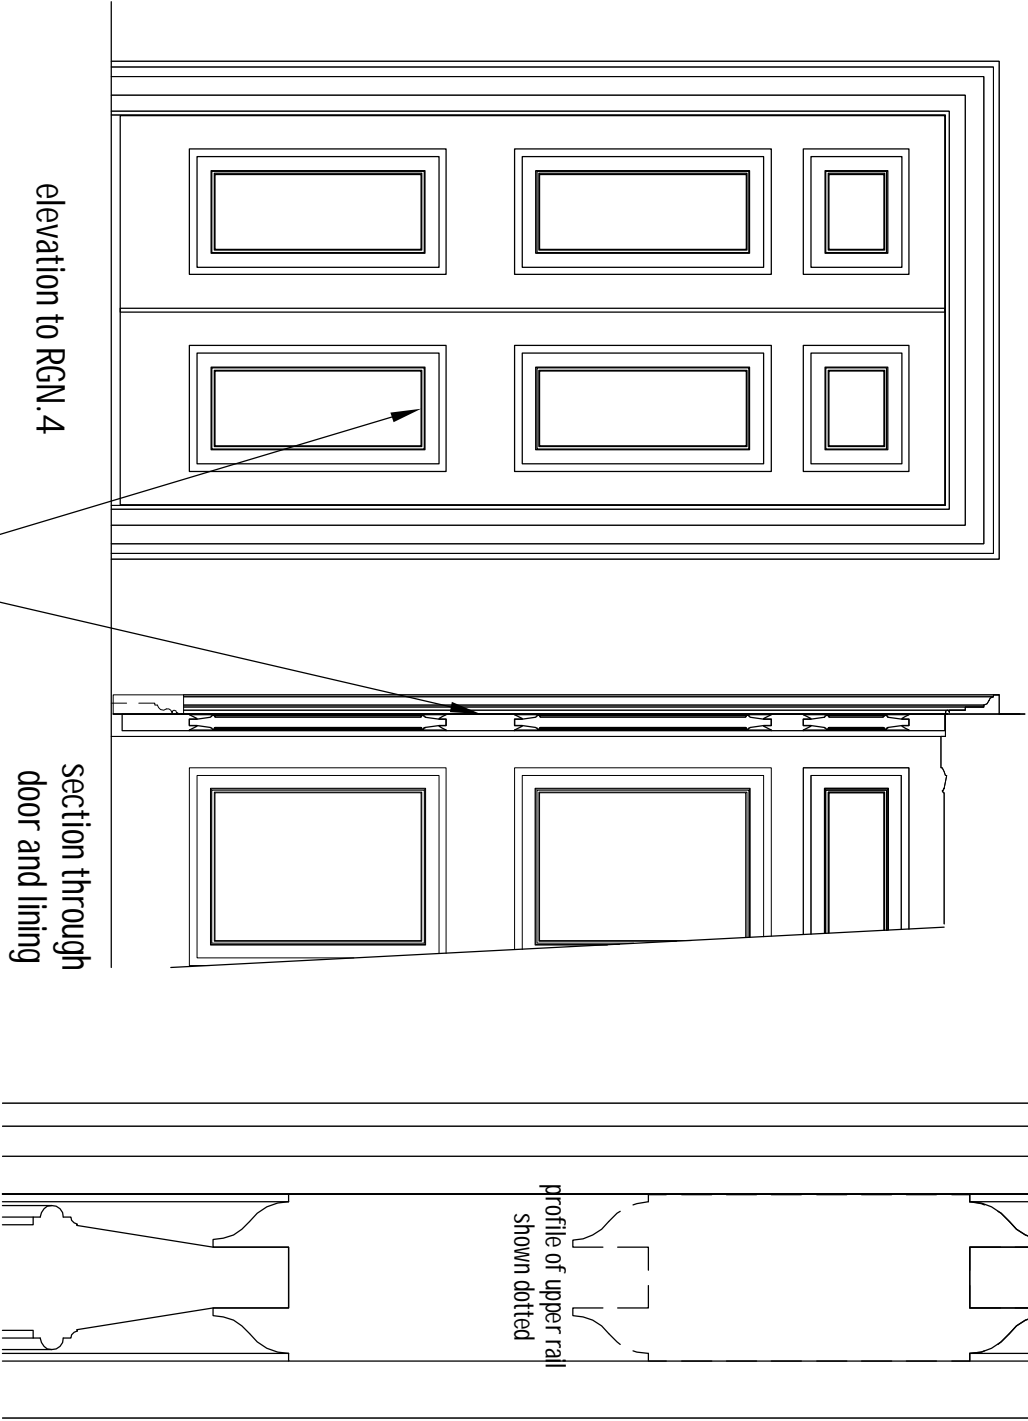 elevation to RGN.4
section through
door and lining
profile of upper rail
shown dotted